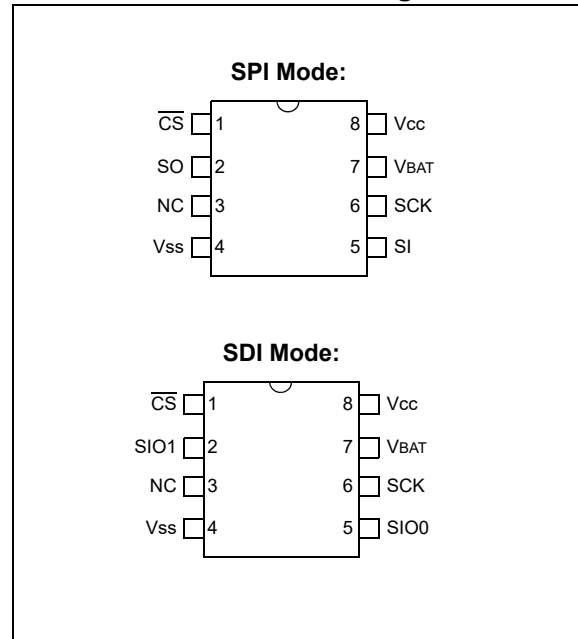 SPI Mode:
CS 1 8 Vcc
SO 2 7 VBAT
NC 3 6 SCK
Vss 4 5 SI
SDI Mode:
CS 1 8 Vcc
SIO1 2 7 VBAT
NC 3 6 SCK
Vss 4 5 SIO0